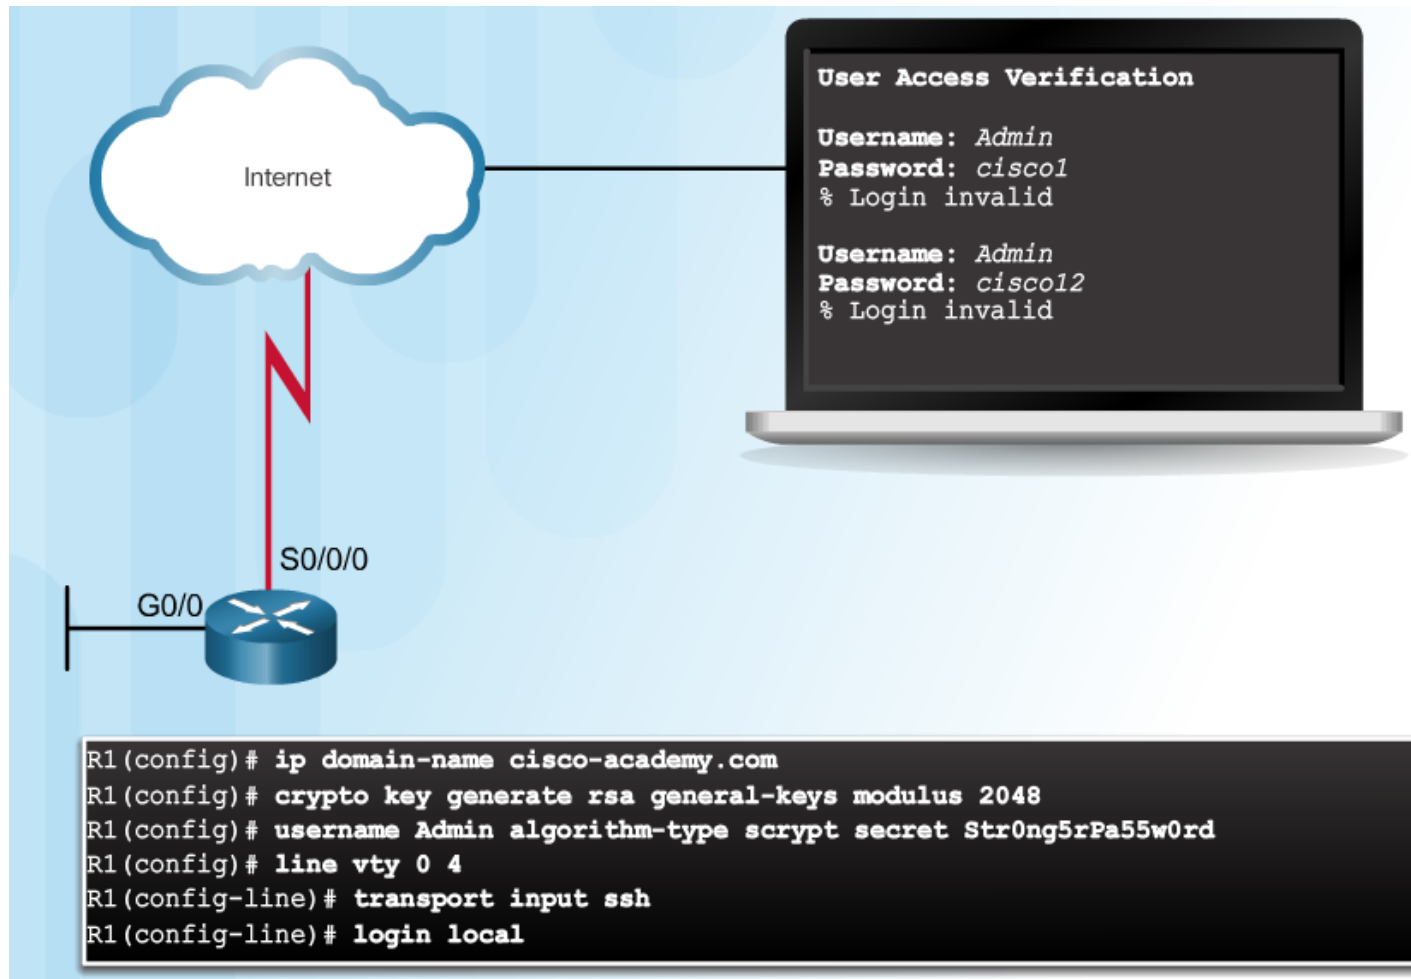 Internet
User Access Verification
Username: Admin
Password: cisco1
% Login invalid
Username: Admin
Password: cisco12
% Login invalid
S0/0/0
G0/0
R1(config)# ip domain-name cisco-academy.com
R1(config)# crypto key generate rsa general-keys modulus 2048
R1(config)# username Admin algorithm-type scrypt secret Str0ng5rPa55w0rd
R1(config)# line vty 0 4
R1(config-line)# transport input ssh
R1(config-line)# login local